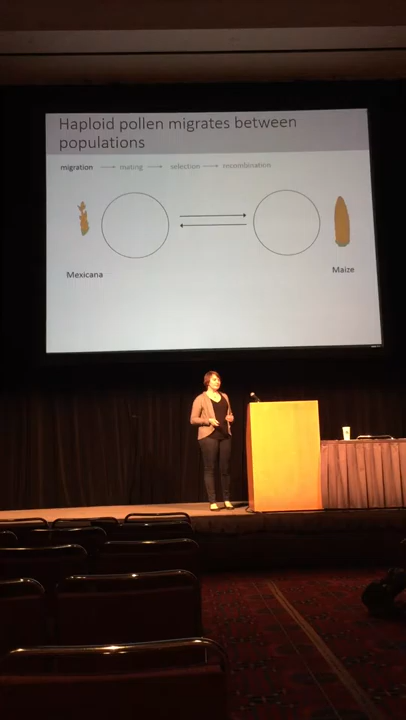 Haploid pollen migrates between
populations
migration mating selection recombination
Mexicana
Maize